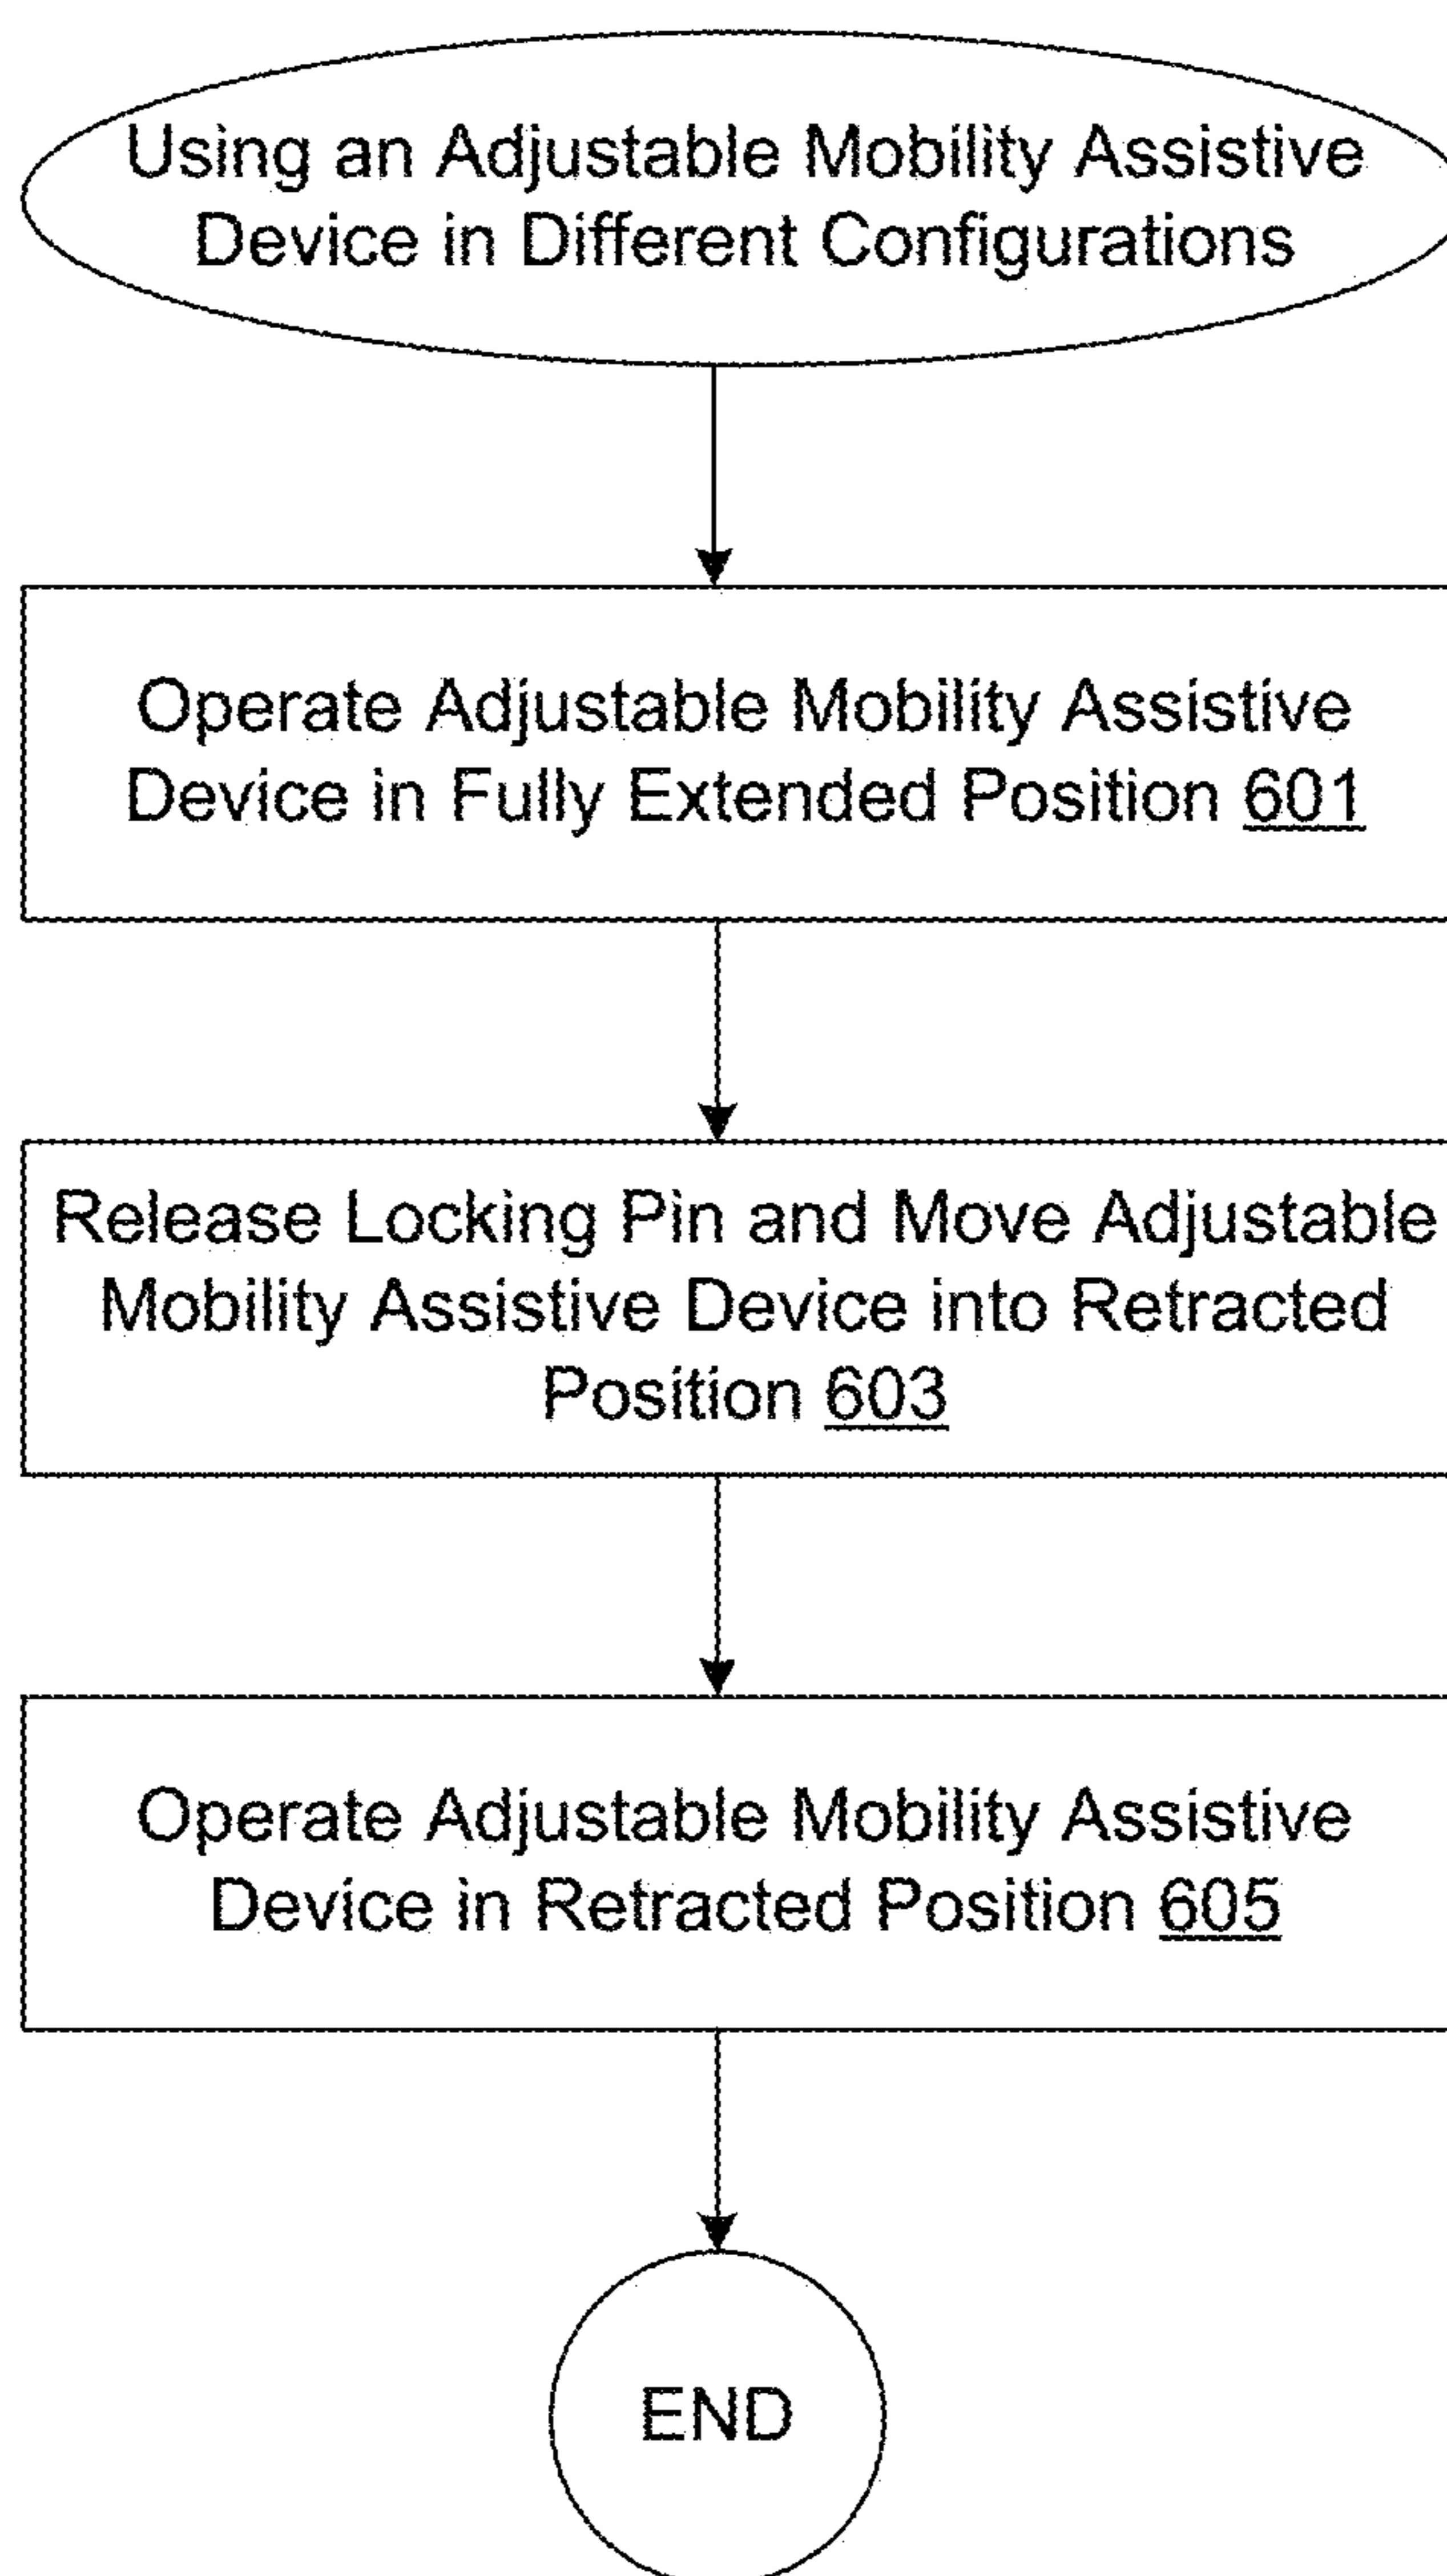 Using an Adjustable Mobility Assistive
Device in Different Configurations
Operate Adjustable Mobility Assistive
Device in Fully Extended Position 601
Release Locking Pin and Move Adjustable
Mobility Assistive Device into Retracted
Position 603
Operate Adjustable Mobility Assistive
Device in Retracted Position 605
END